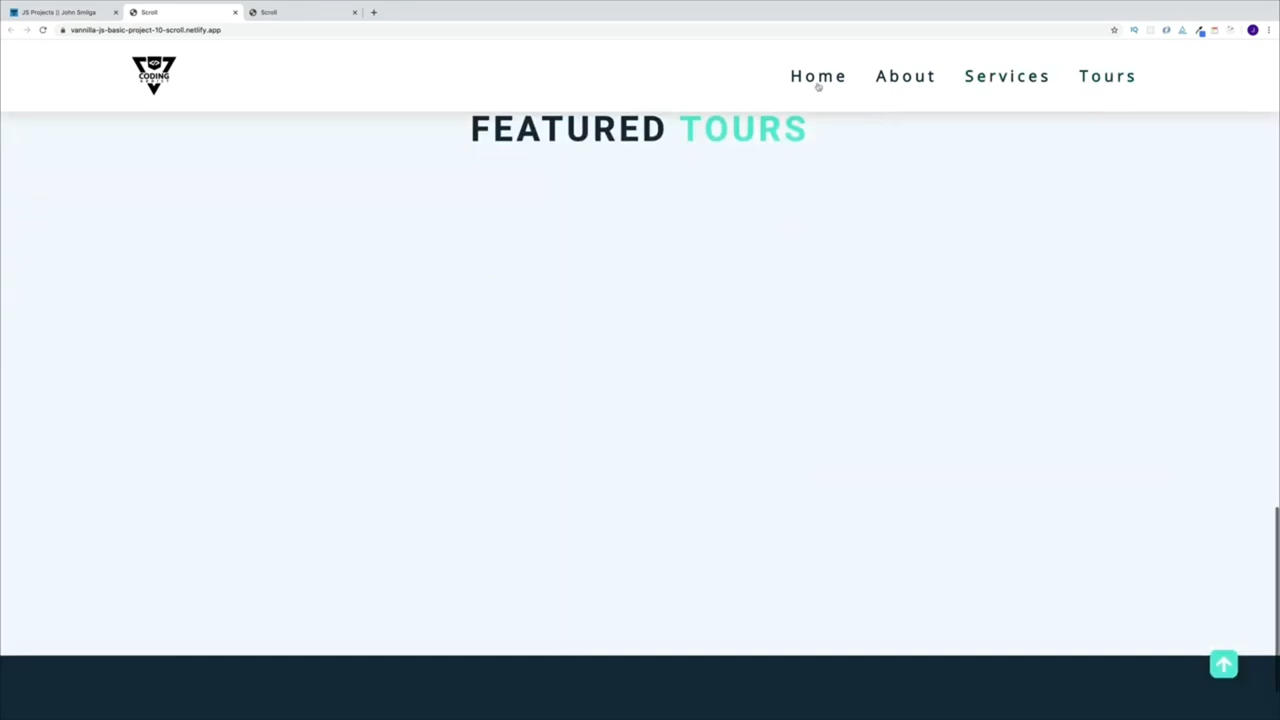 JS Projects || John Smilga
Scroll
Scroll
vannilla-js-basic-project-10-scroll.netlify.app
J
CODING
ADDICT
Home
About
Services
Tours
FEATURED TOURS